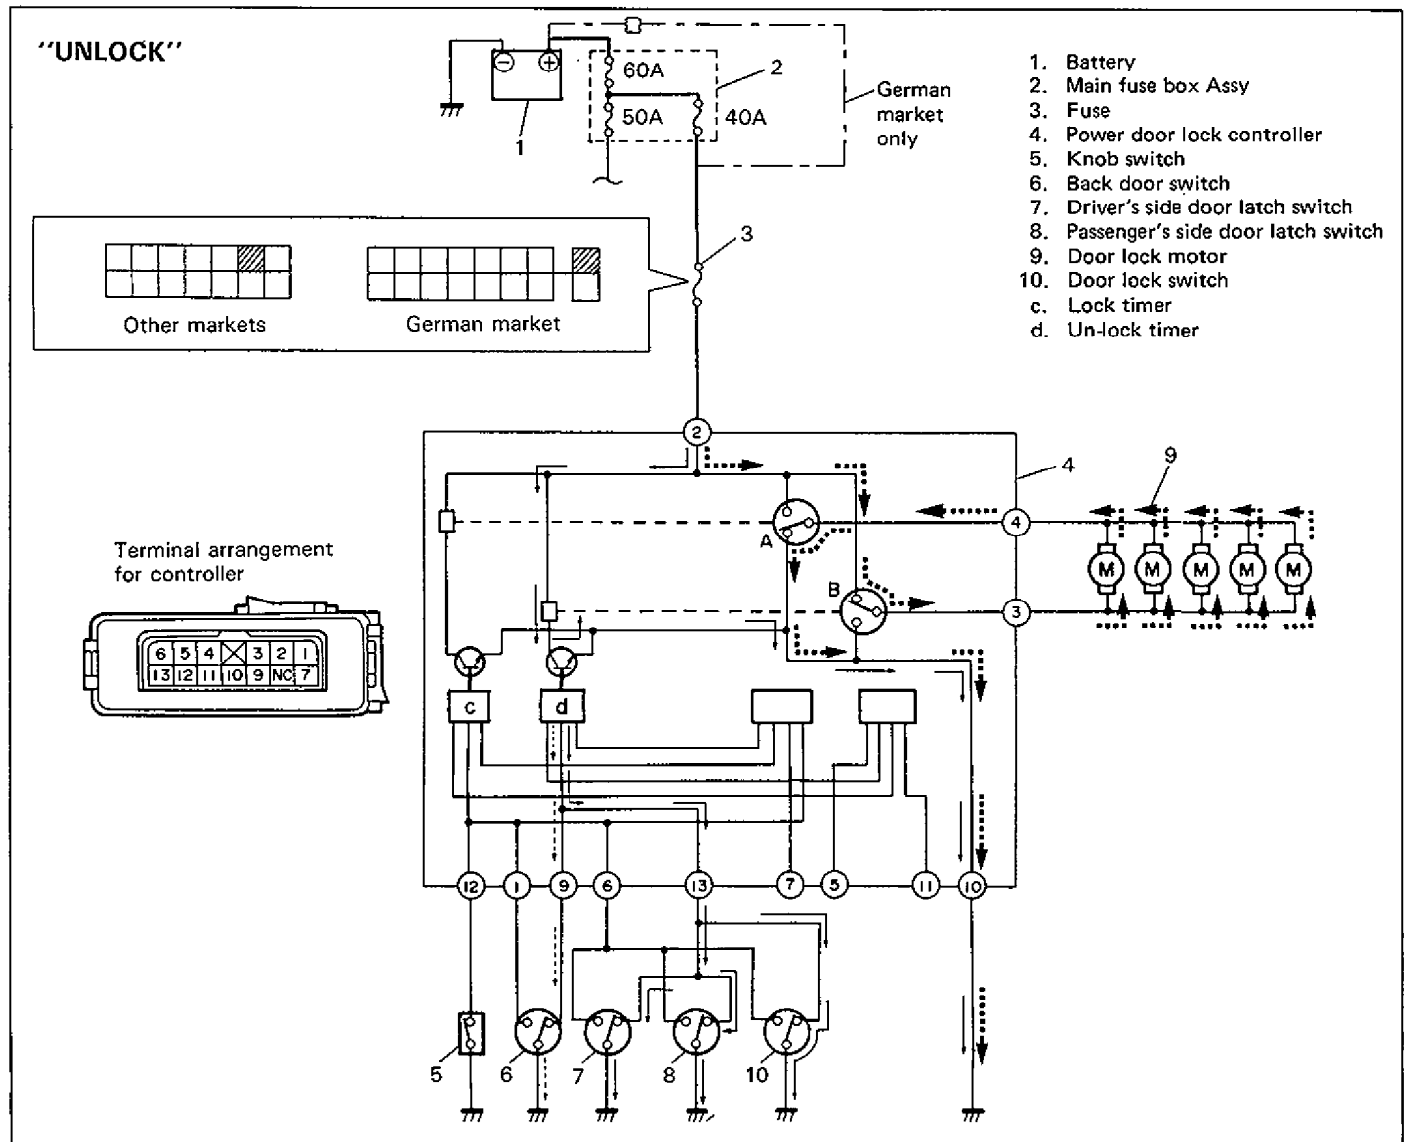 "UNLOCK"
60A
50A
40A
2
1
German
market
only
1. Battery
2. Main fuse box Assy
3. Fuse
4. Power door lock controller
5. Knob switch
6. Back door switch
7. Driver's side door latch switch
8. Passenger's side door latch switch
9. Door lock motor
10. Door lock switch
c. Lock timer
d. Un-lock timer
3
Other markets
German market
2
4
9
4
A
M M M M M
B
3
Terminal arrangement
for controller
6 5 4 3 2 1
13 12 11 10 9 NC 7
c
d
12 1 9 6 13 7 5 11 10
5 6 7 8 10